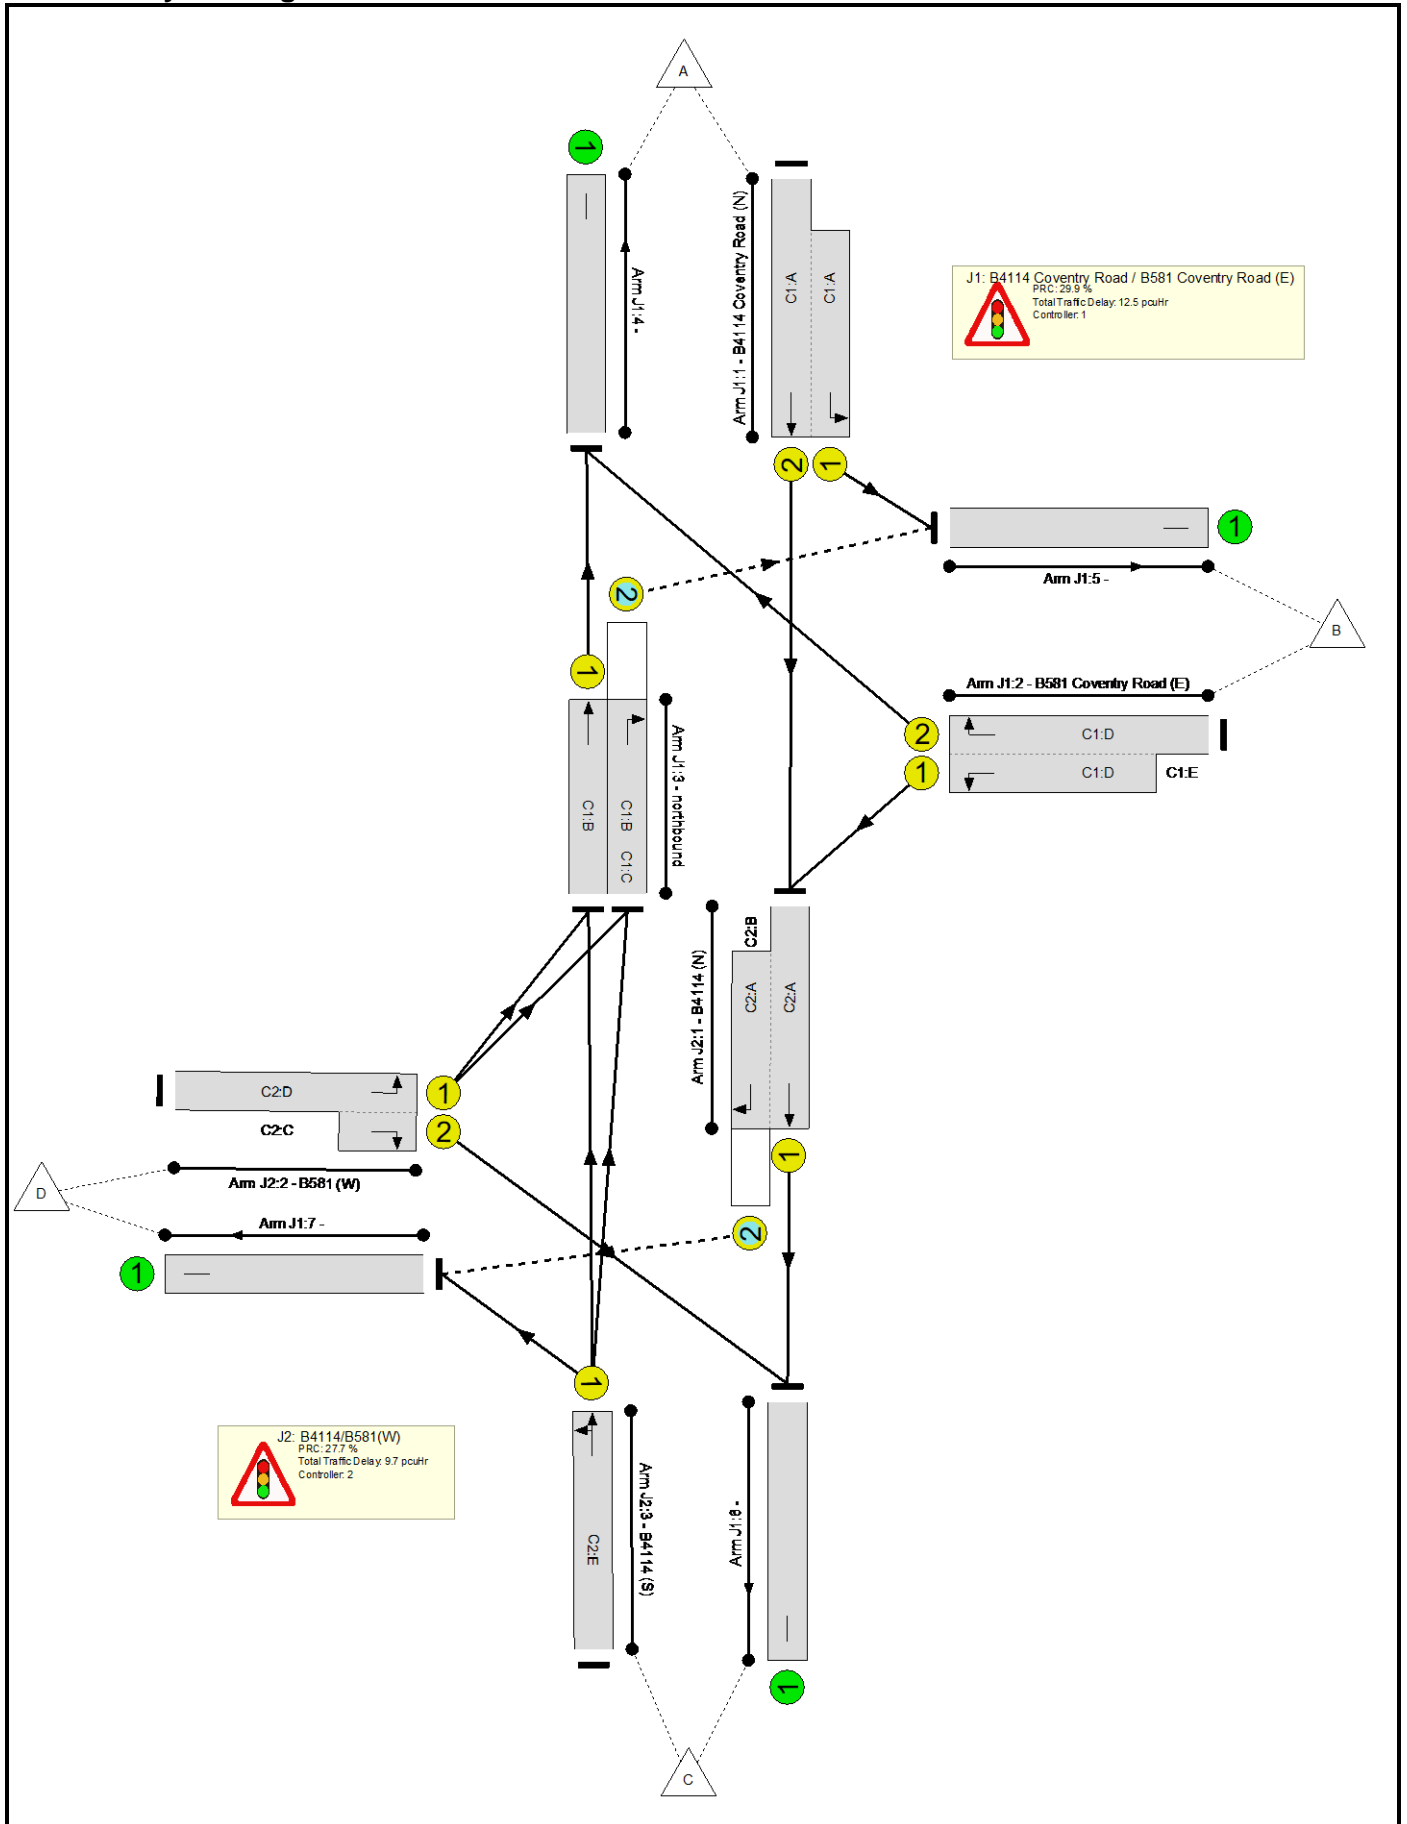 A
1
Arm J1:4 -
Arm J1:1 - B4114 Coventry Road (N)
C1:A
C1:A
J1: B4114 Coventry Road / B581 Coventry Road (E)
PRC: 29.9 %
Total Traffic Delay: 12.5 pcuHr
Controller: 1
2
1
1
Arm J1:5 -
2
B
1
Arm J1:2 - B581 Coventry Road (E)
2
C1:D
1
C1:D
C1:E
Arm J1:3 - northbound
C1:B
C1:B
C1:C
Arm J2:1 - B4114 (N)
C2:B
C2:A
C2:A
C2:D
1
C2:C
2
1
Arm J2:2 - B581 (W)
D
Arm J1:7 -
2
1
1
J2: B4114/B581(W)
PRC: 27.7 %
Total Traffic Delay: 9.7 pcuHr
Controller: 2
C2:E
Arm J2:3 - B4114 (S)
Arm J1:6 -
1
C